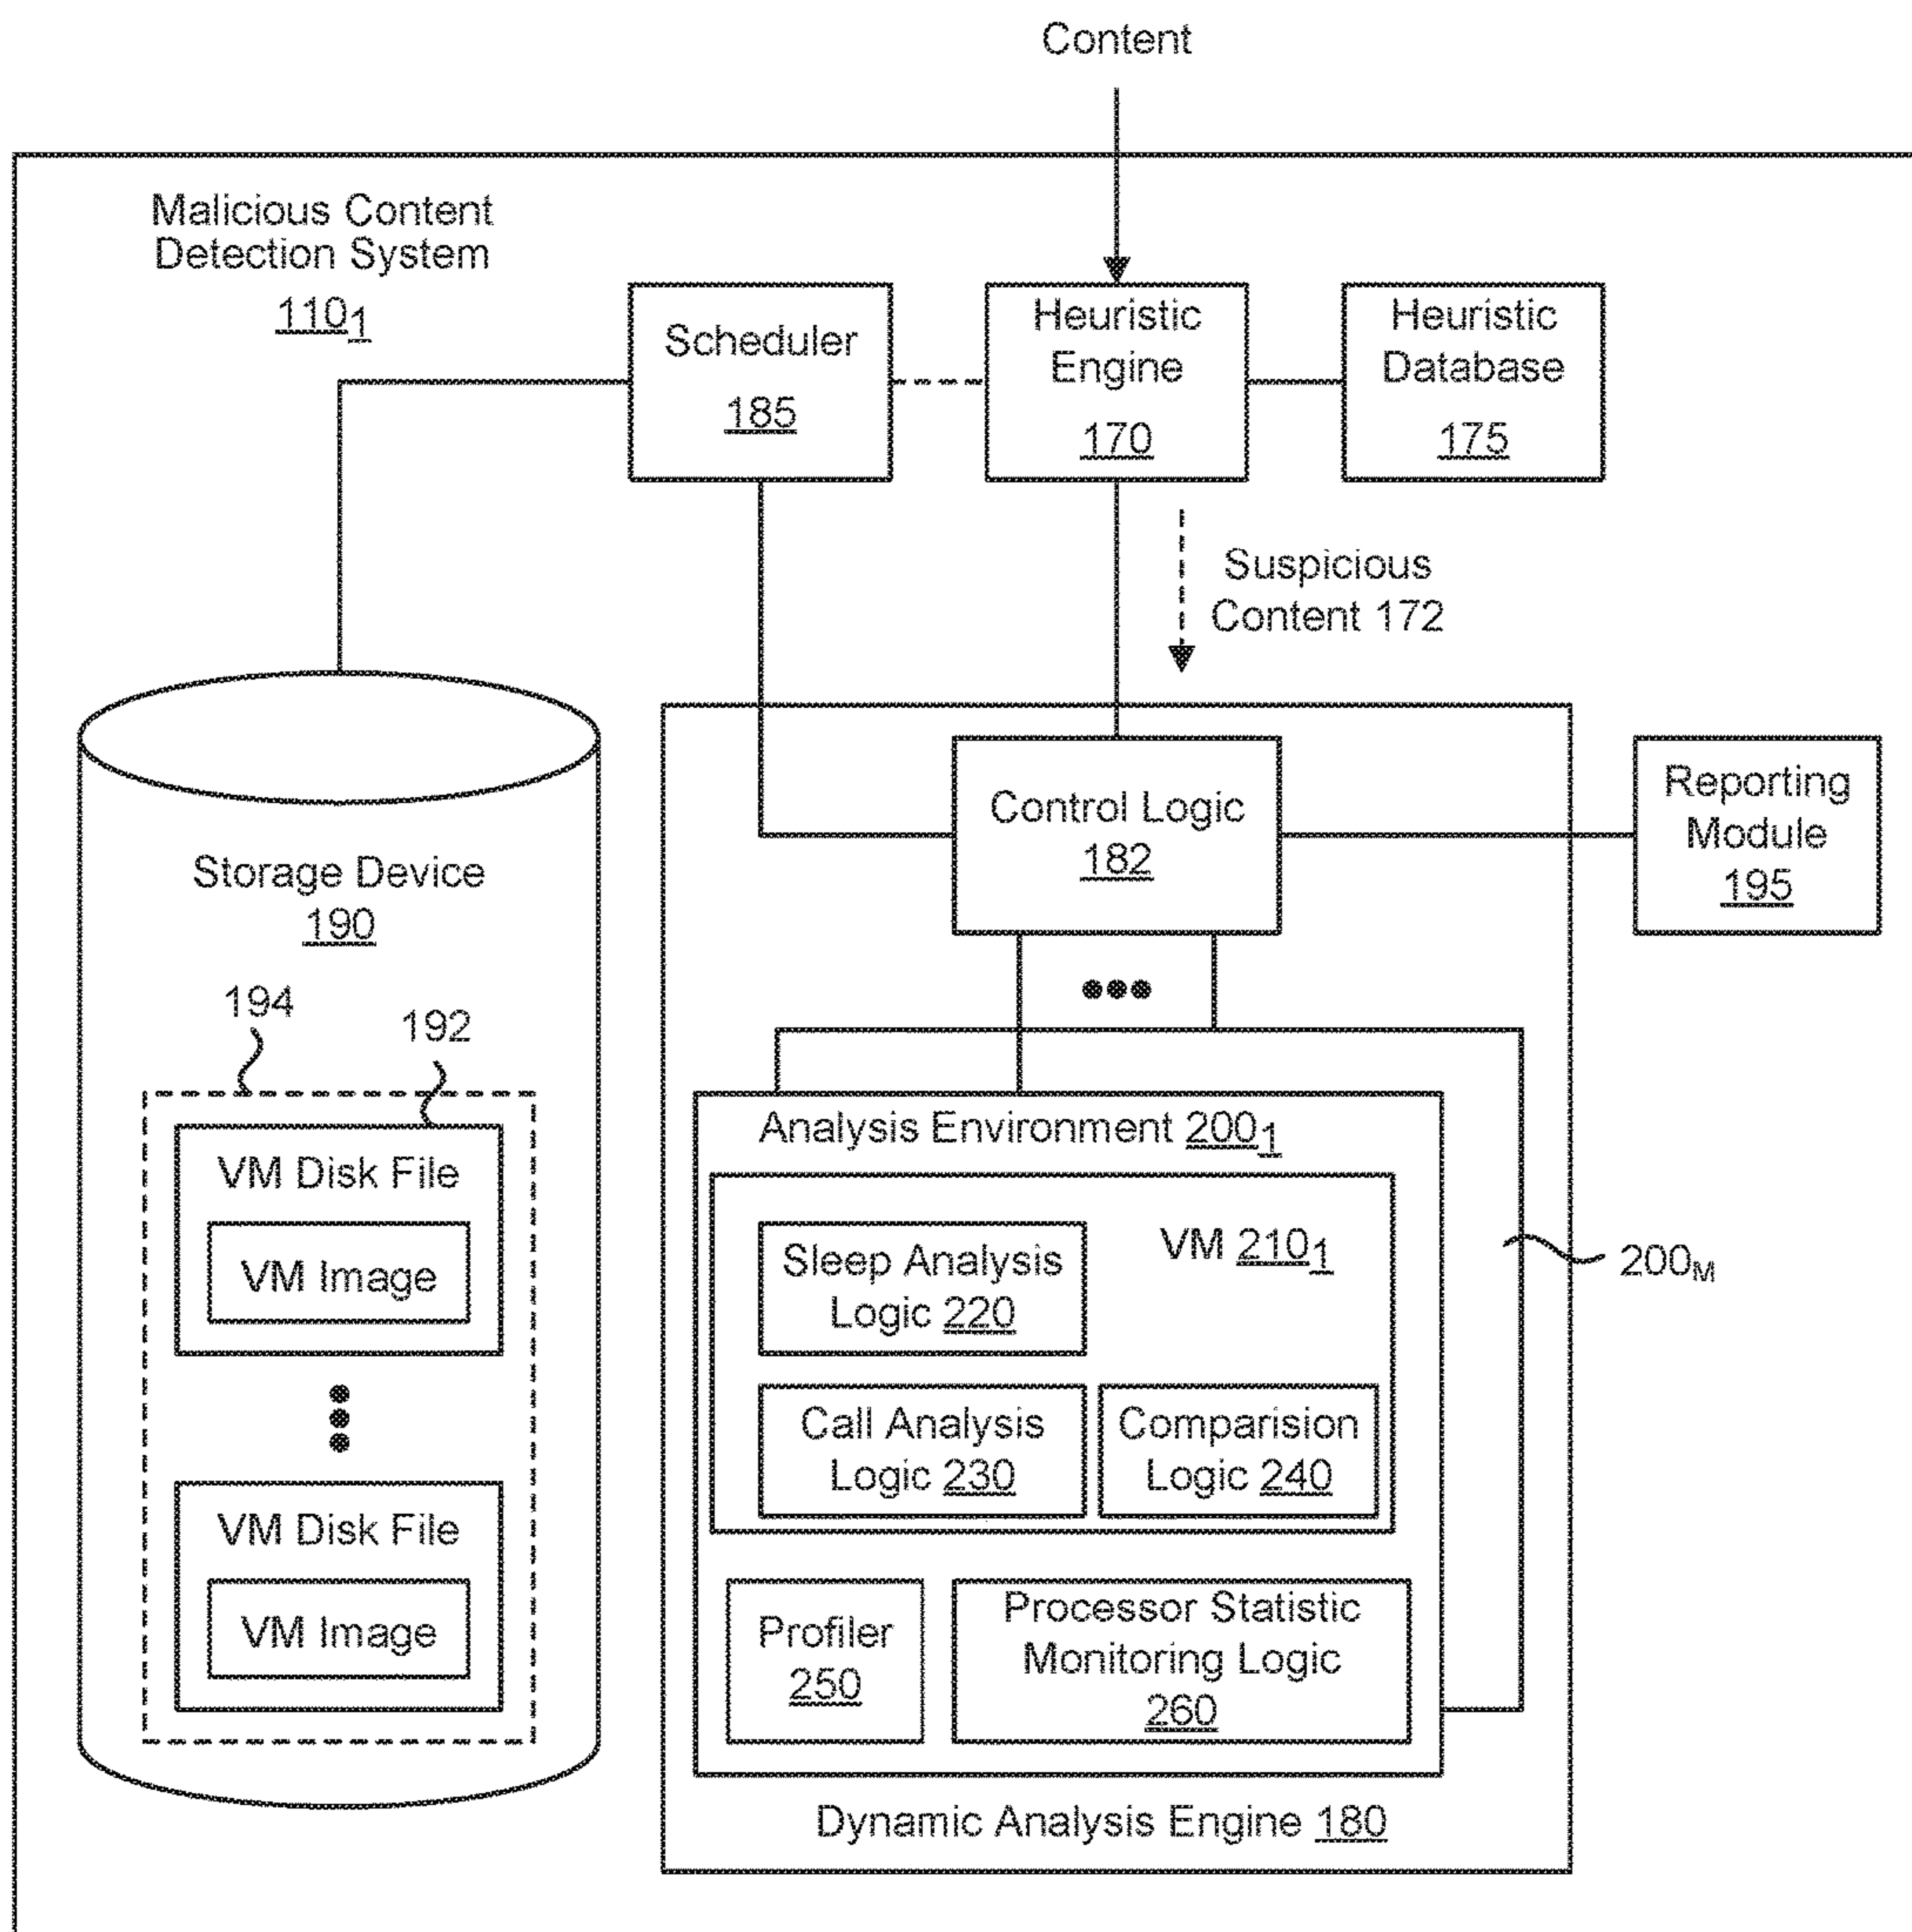 Content
Malicious Content
Detection System
110₁
Scheduler
185
Heuristic
Engine
170
Heuristic
Database
175
Suspicious
Content 172
Control Logic
182
Reporting
Module
195
Storage Device
190
194
192
VM Disk File
VM Image
VM Disk File
VM Image
Analysis Environment 200₁
VM 210₁
Sleep Analysis
Logic 220
Call Analysis
Logic 230
Comparision
Logic 240
200M
Profiler
250
Processor Statistic
Monitoring Logic
260
Dynamic Analysis Engine 180